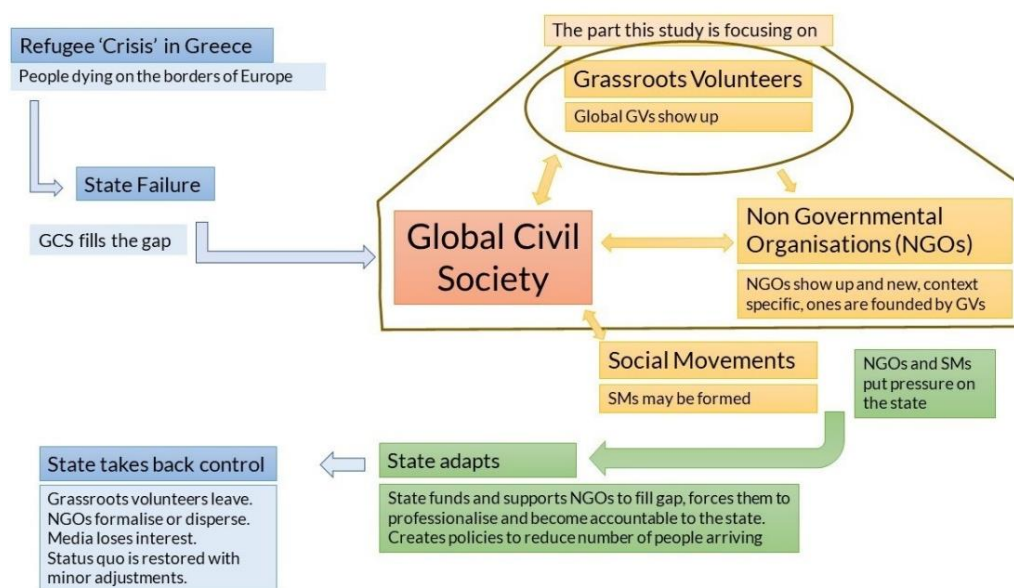 The part this study is focusing on
Refugee ‘Crisis’ in Greece
People dying on the borders of Europe
Grassroots Volunteers
Global GVs show up
State Failure
GCS fills the gap
Global Civil
Society
Non Governmental
Organisations (NGOs)
NGOs show up and new, context
specific, ones are founded by GVs
Social Movements
SMs may be formed
NGOs and SMs
put pressure on
the state
State adapts
State funds and supports NGOs to fill gap, forces them to
professionalise and become accountable to the state.
Creates policies to reduce number of people arriving
State takes back control
Grassroots volunteers leave.
NGOs formalise or disperse.
Media loses interest.
Status quo is restored with
minor adjustments.